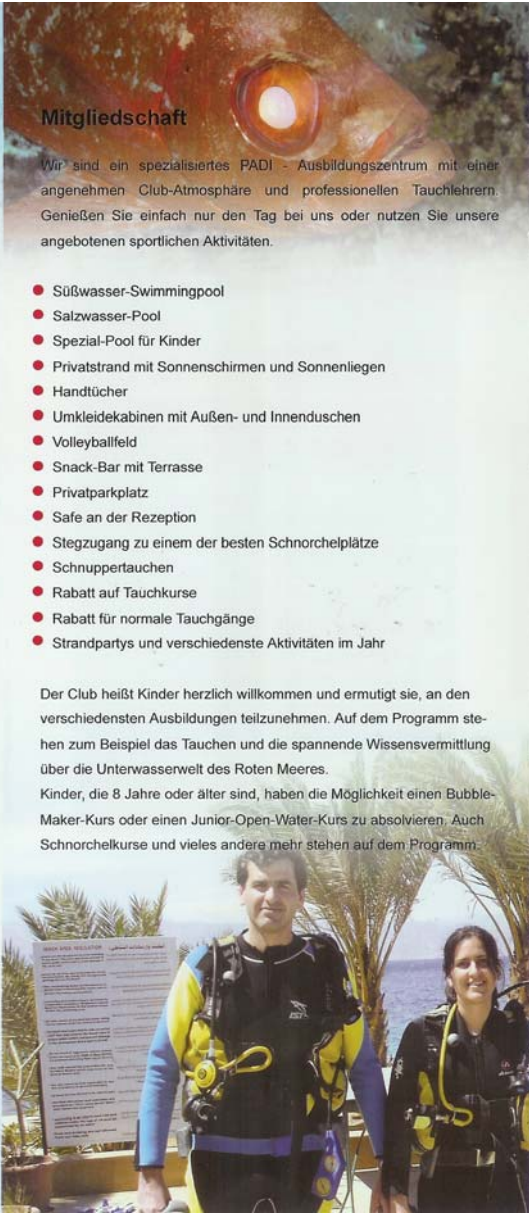 Mitgliedschaft
Wir sind ein spezialisiertes PADI - Ausbildungszentrum mit einer
angenehmen Club-Atmosphäre und professionellen Tauchlehrern.
Genießen Sie einfach nur den Tag bei uns oder nutzen Sie unsere
angebotenen sportlichen Aktivitäten.
Süßwasser-Swimmingpool
Salzwasser-Pool
Spezial-Pool für Kinder
Privatstrand mit Sonnenschirmen und Sonnenliegen
Handtücher
Umkleidekabinen mit Außen- und Innenduschen
Volleyballfeld
Snack-Bar mit Terrasse
Privatparkplatz
Safe an der Rezeption
Stegzugang zu einem der besten Schnorchelplätze
Schnuppertauchen
Rabatt auf Tauchkurse
Rabatt für normale Tauchgänge
Strandpartys und verschiedenste Aktivitäten im Jahr
Der Club heißt Kinder herzlich willkommen und ermutigt sie, an den
verschiedensten Ausbildungen teilzunehmen. Auf dem Programm ste-
hen zum Beispiel das Tauchen und die spannende Wissensvermittlung
über die Unterwasserwelt des Roten Meeres.
Kinder, die 8 Jahre oder älter sind, haben die Möglichkeit einen Bubble-
Maker-Kurs oder einen Junior-Open-Water-Kurs zu absolvieren. Auch
Schnorchelkurse und vieles andere mehr stehen auf dem Programm.